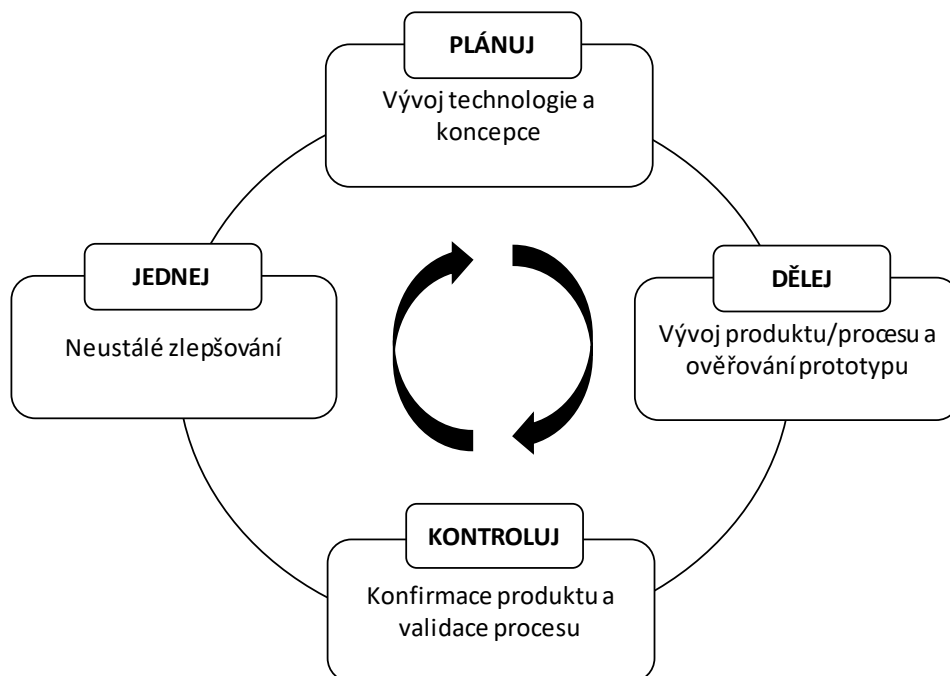 PLÁNUJ
Vývoj technologie a
koncepce
JEDNEJ
Neustálé zlepšování
DĚLEJ
Vývoj produktu/procesu a
ověřování prototypu
KONTROLUJ
Konfirmace produktu a
validace procesu